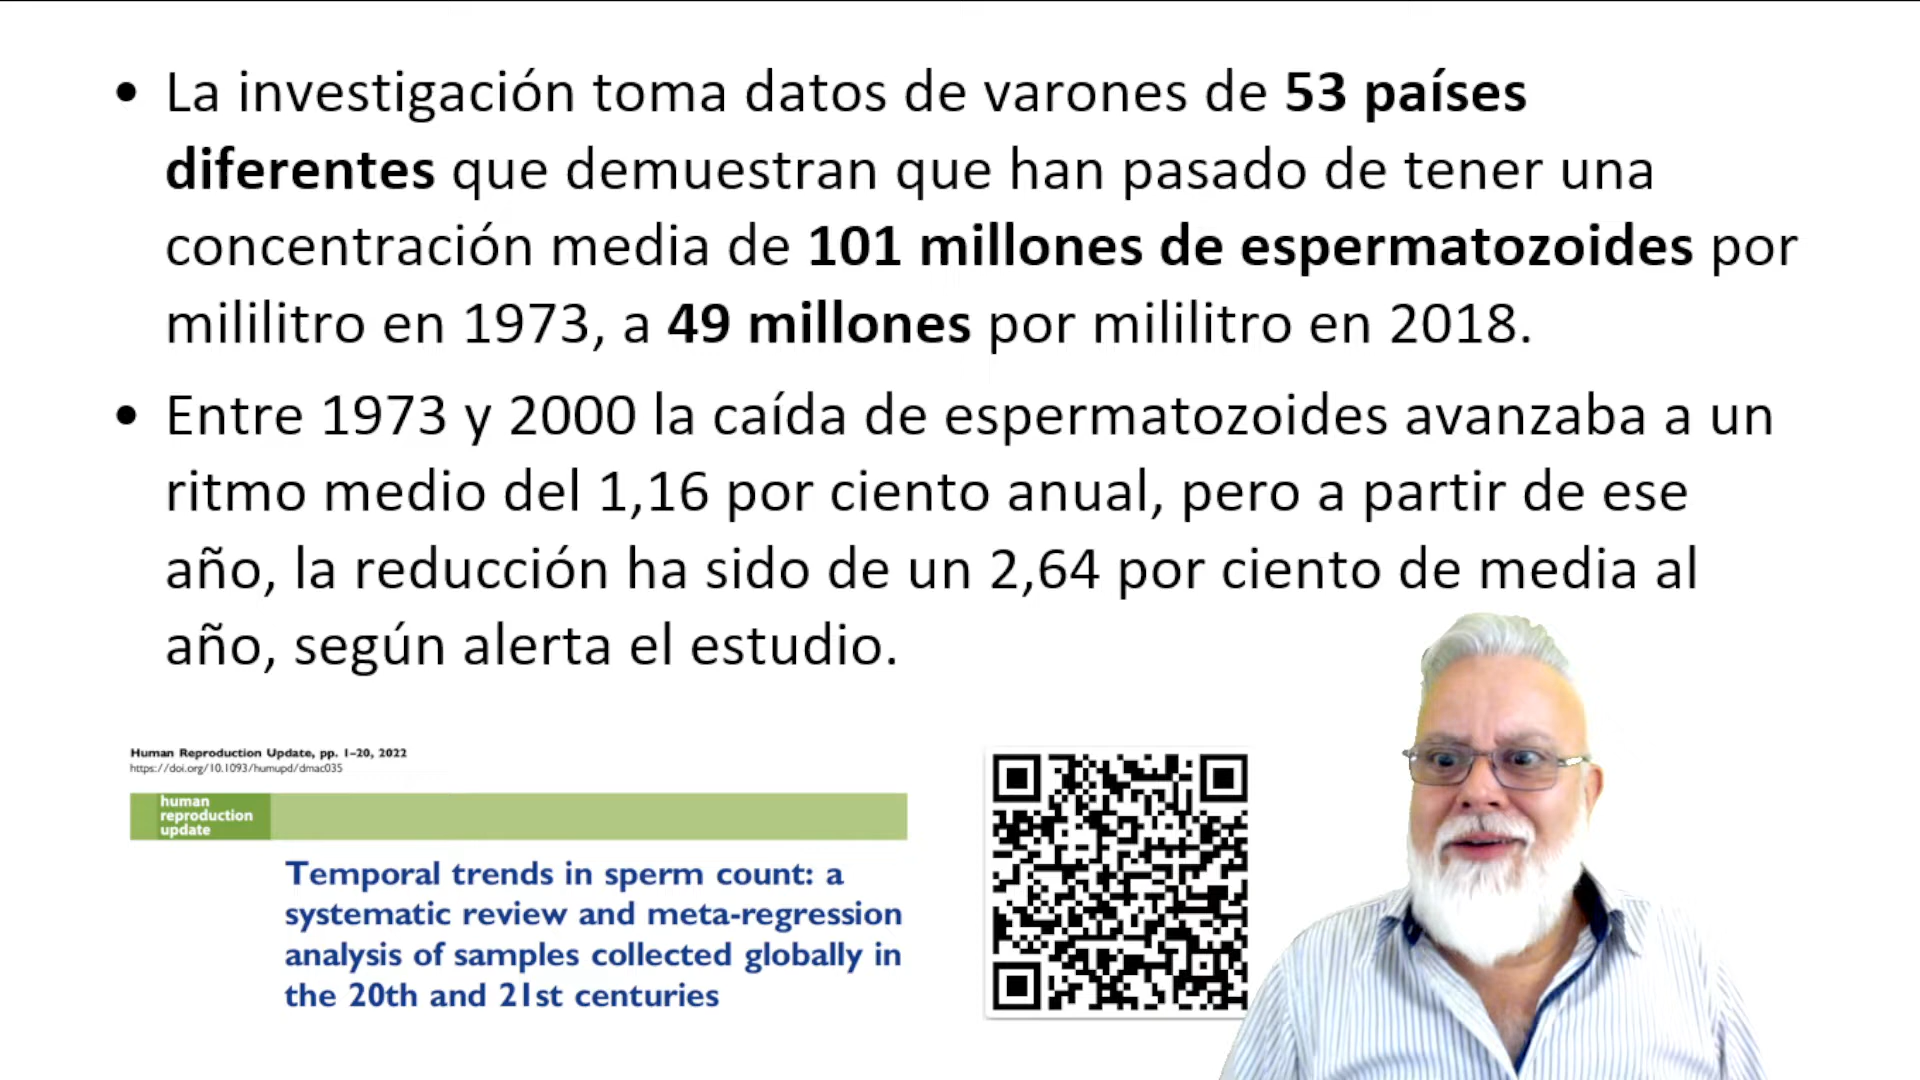 • La investigación toma datos de varones de 53 países
diferentes que demuestran que han pasado de tener una
concentración media de 101 millones de espermatozoides por
mililitro en 1973, a 49 millones por mililitro en 2018.
• Entre 1973 y 2000 la caída de espermatozoides avanzaba a un
ritmo medio del 1,16 por ciento anual, pero a partir de ese
año, la reducción ha sido de un 2,64 por ciento de media al
año, según alerta el estudio.
Human Reproduction Update, pp. 1–20, 2022
https://doi.org/10.1093/humupd/dmac035
human
reproduction
update
Temporal trends in sperm count: a
systematic review and meta-regression
analysis of samples collected globally in
the 20th and 21st centuries